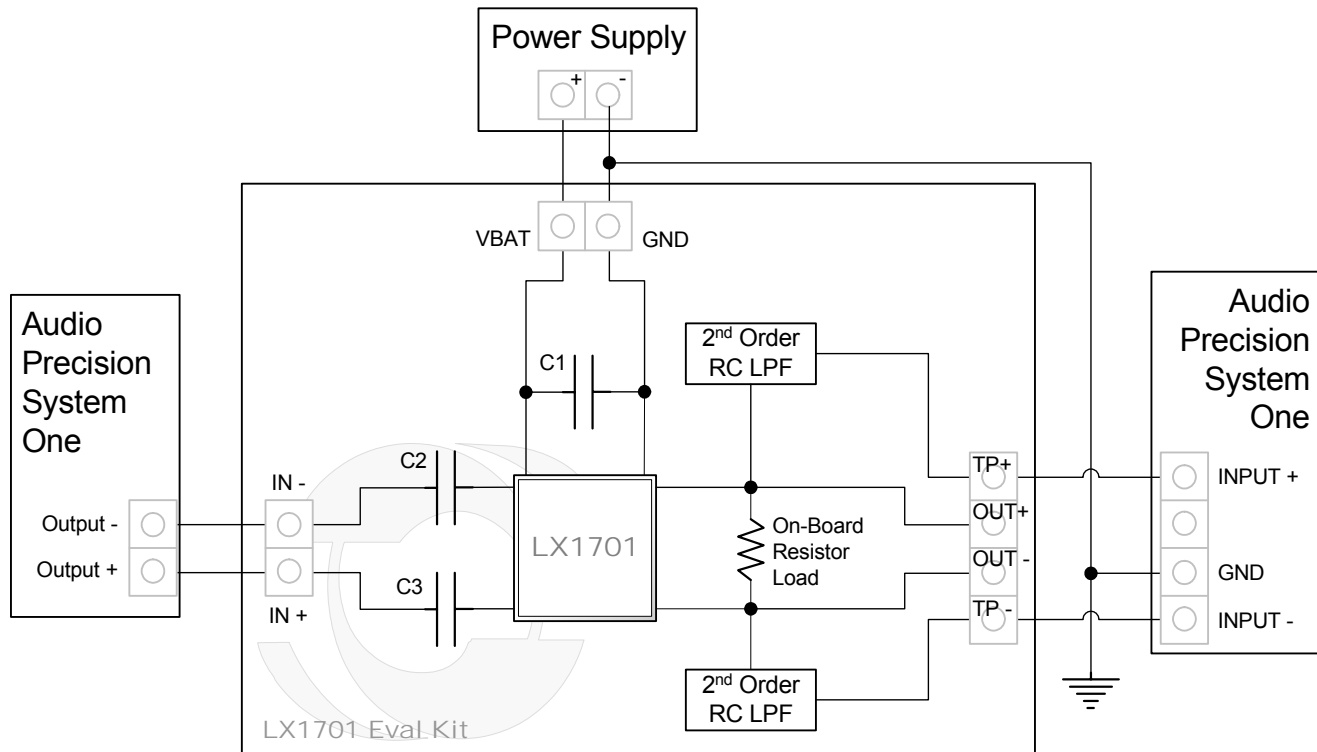 Power Supply
+ -
VBAT
GND
Audio
Precision
System
One
Output -
Output +
IN -
IN +
C1
C2
C3
LX1701
2nd Order
RC LPF
On-Board
Resistor
Load
2nd Order
RC LPF
TP+
OUT+
OUT -
TP -
Audio
Precision
System
One
INPUT +
GND
INPUT -
LX1701 Eval Kit